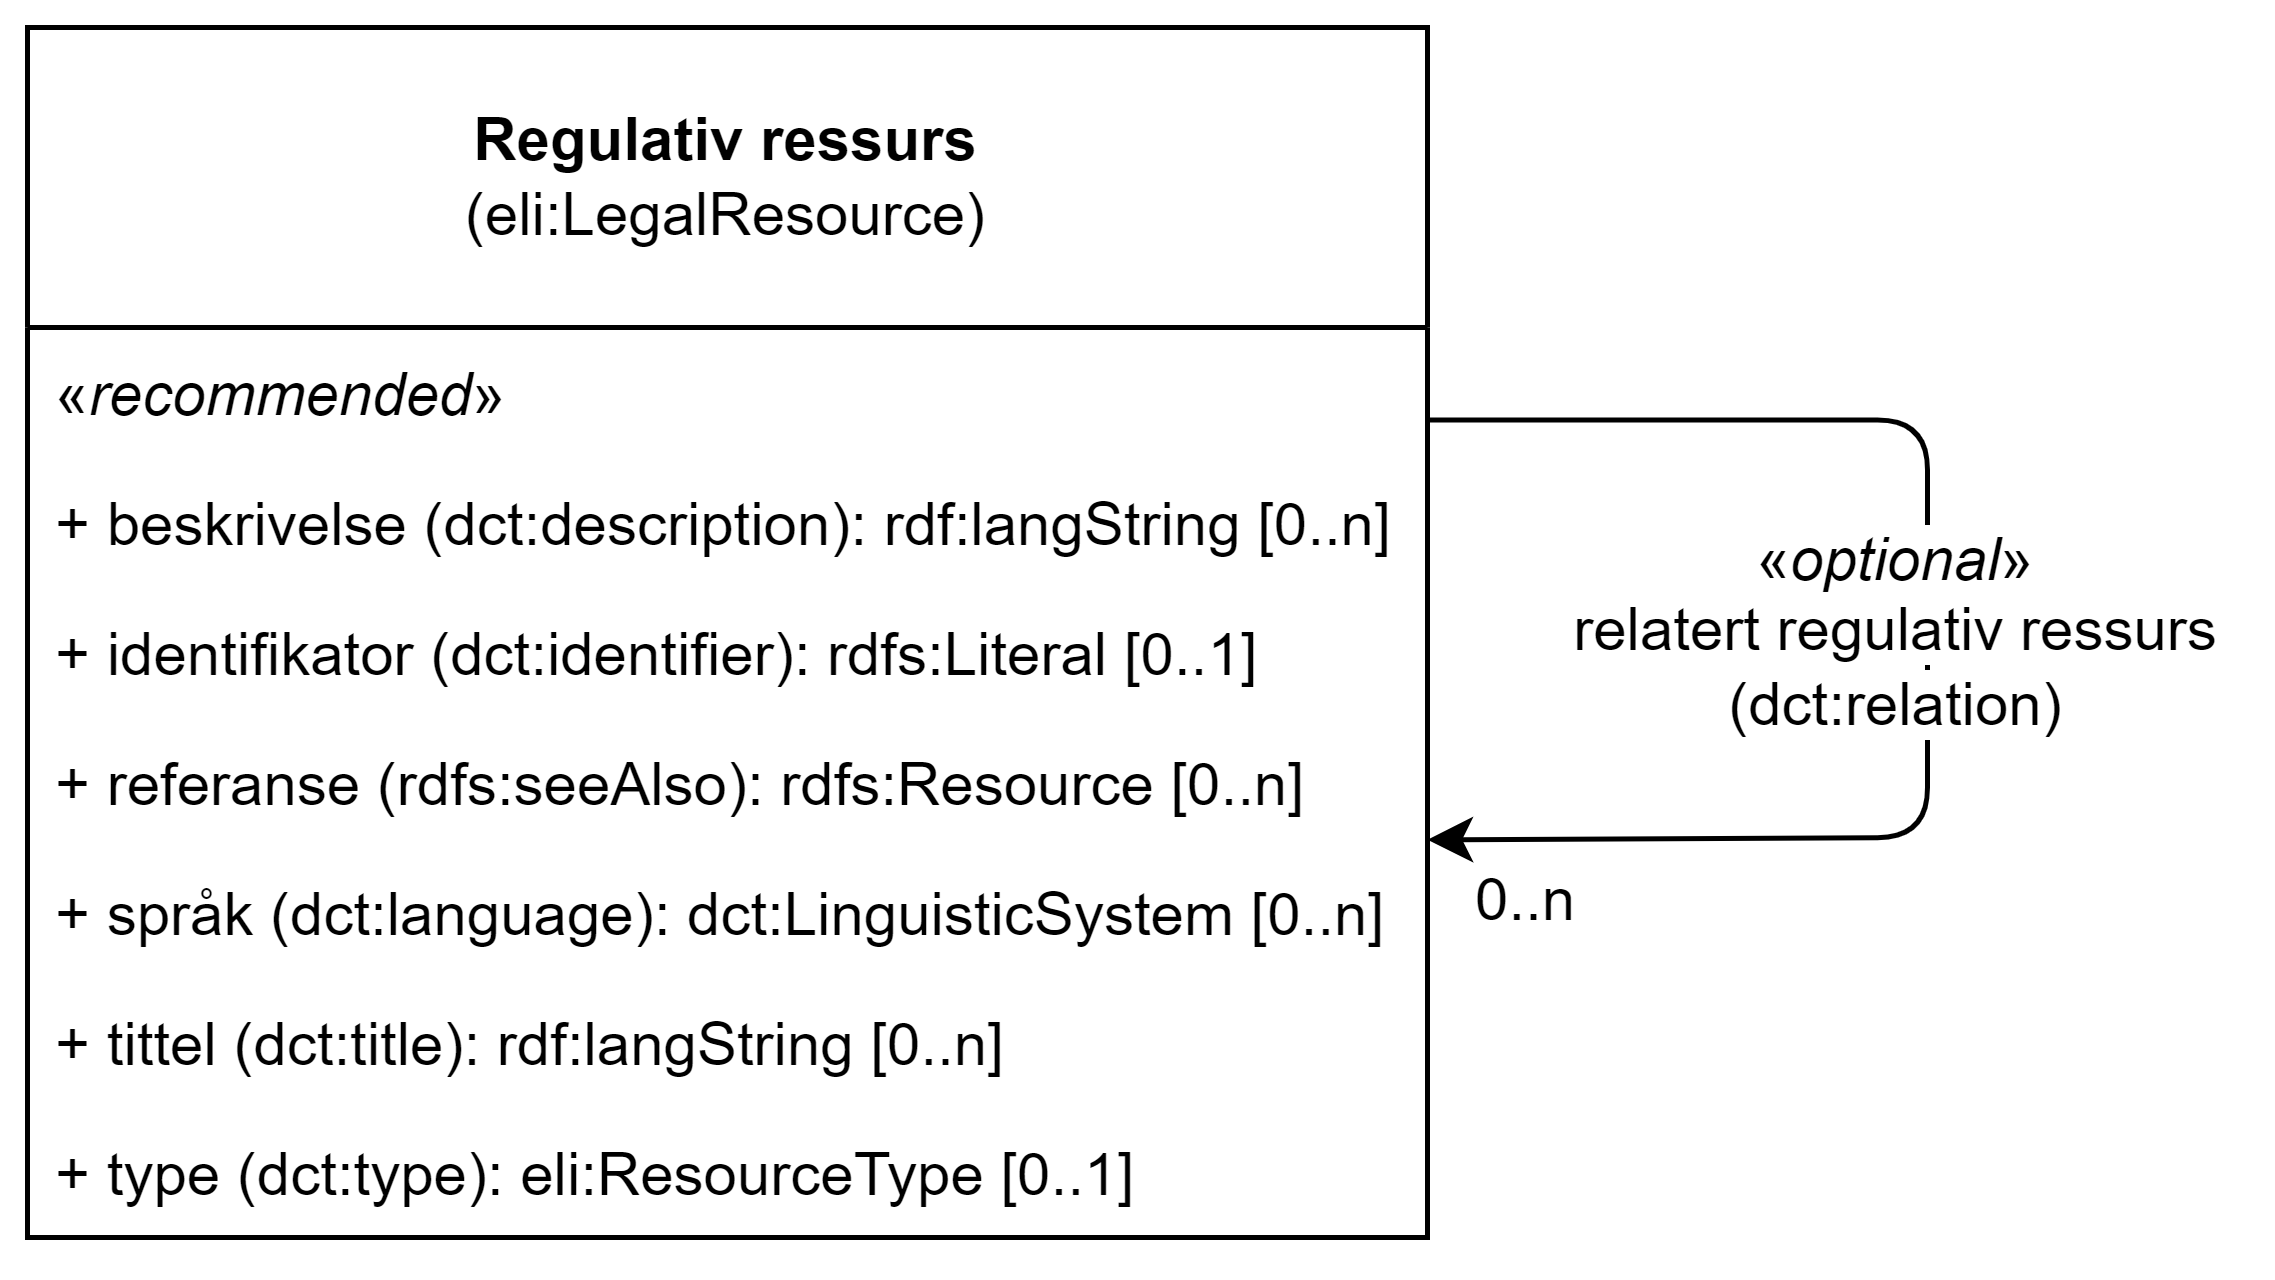 Regulativ ressurs
(eli:LegalResource)
«recommended»
+ beskrivelse (dct:description): rdf:langString [0..n]
+ identifikator (dct:identifier): rdfs:Literal [0..1]
+ referanse (rdfs:seeAlso): rdfs:Resource [0..n]
+ språk (dct:language): dct:LinguisticSystem [0..n]
+ tittel (dct:title): rdf:langString [0..n]
+ type (dct:type): eli:ResourceType [0..1]
«optional»
relatert regulativ ressurs
(dct:relation)
0..n